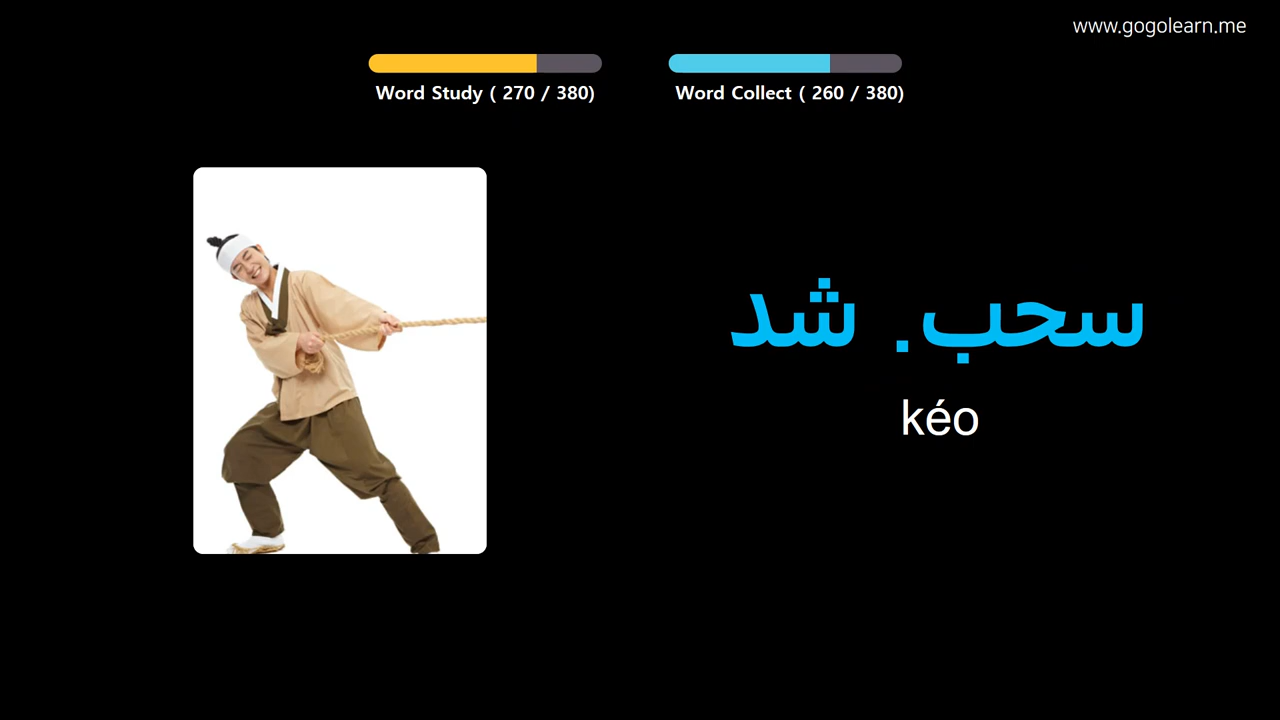 www.gogolearn.me
Word Study ( 270 / 380)
Word Collect ( 260 / 380)
سحب. شد
kéo